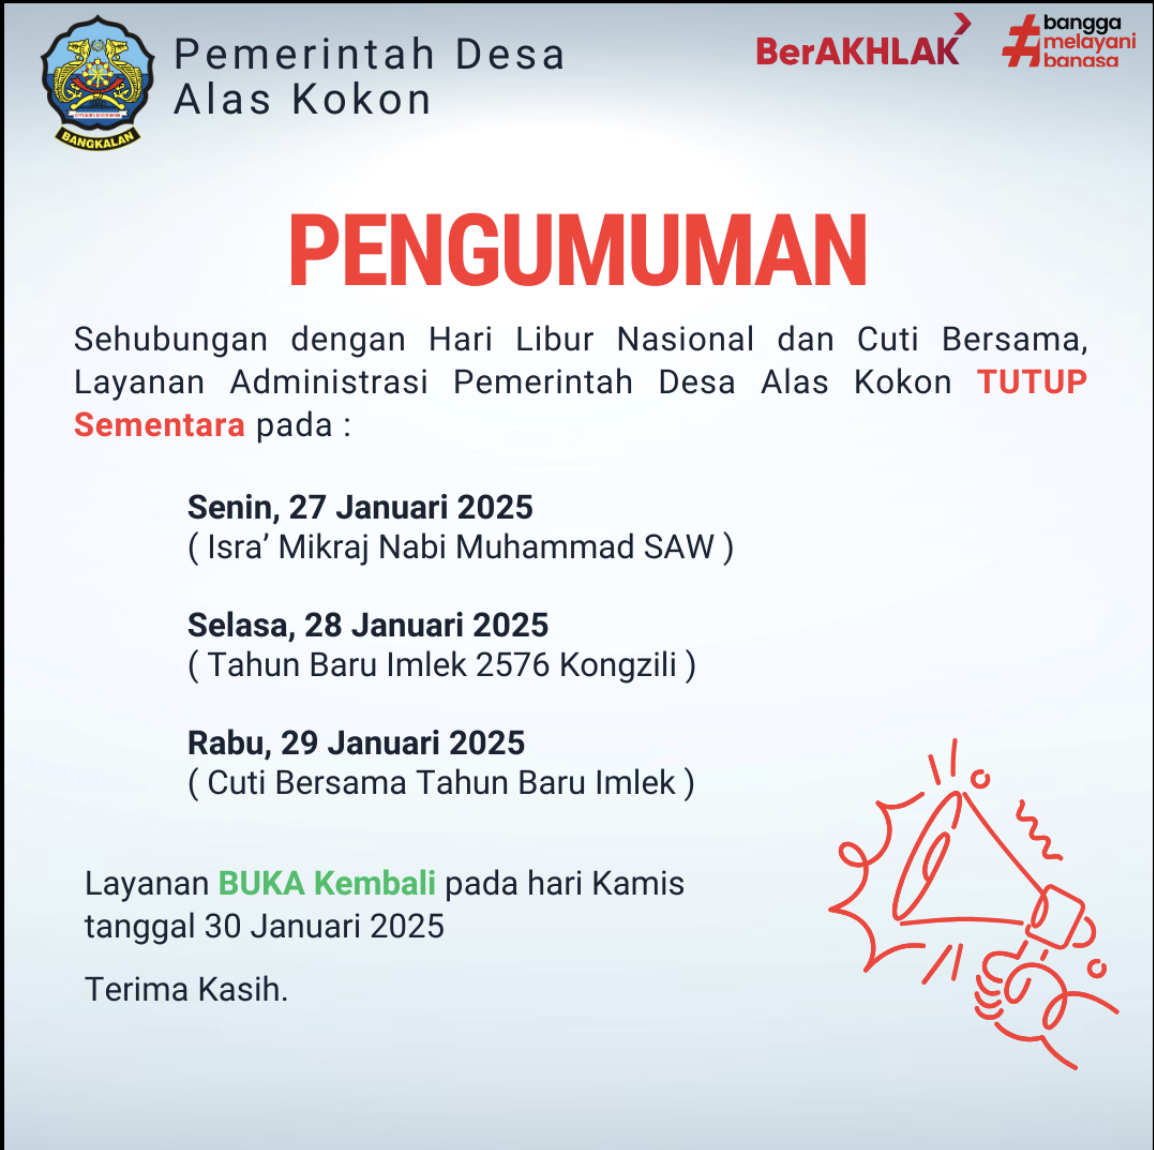 Pemerintah Desa
Alas Kokon
BANGKALAN
BerAKHLAK
bangga
melayani
bangsa
PENGUMUMAN
Sehubungan dengan Hari Libur Nasional dan Cuti Bersama,
Layanan Administrasi Pemerintah Desa Alas Kokon TUTUP
Sementara pada :
Senin, 27 Januari 2025
( Isra’ Mikraj Nabi Muhammad SAW )
Selasa, 28 Januari 2025
( Tahun Baru Imlek 2576 Kongzili )
Rabu, 29 Januari 2025
( Cuti Bersama Tahun Baru Imlek )
Layanan BUKA Kembali pada hari Kamis
tanggal 30 Januari 2025
Terima Kasih.